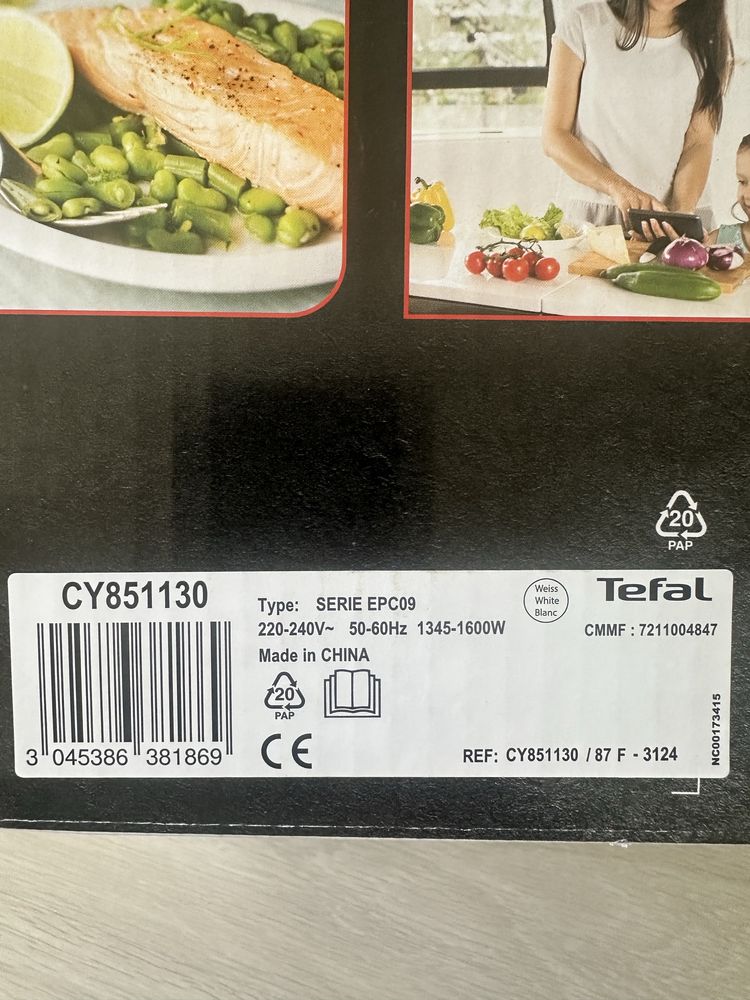 20
PAP
CY851130
3 045386 381869
Type: SERIE EPC09
220-240V~ 50-60Hz 1345-1600W
Made in CHINA
20
PAP
CE
Weiss
White
Blanc
Tefal
CMMF : 7211004847
NC00173415
REF: CY851130 / 87 F - 3124